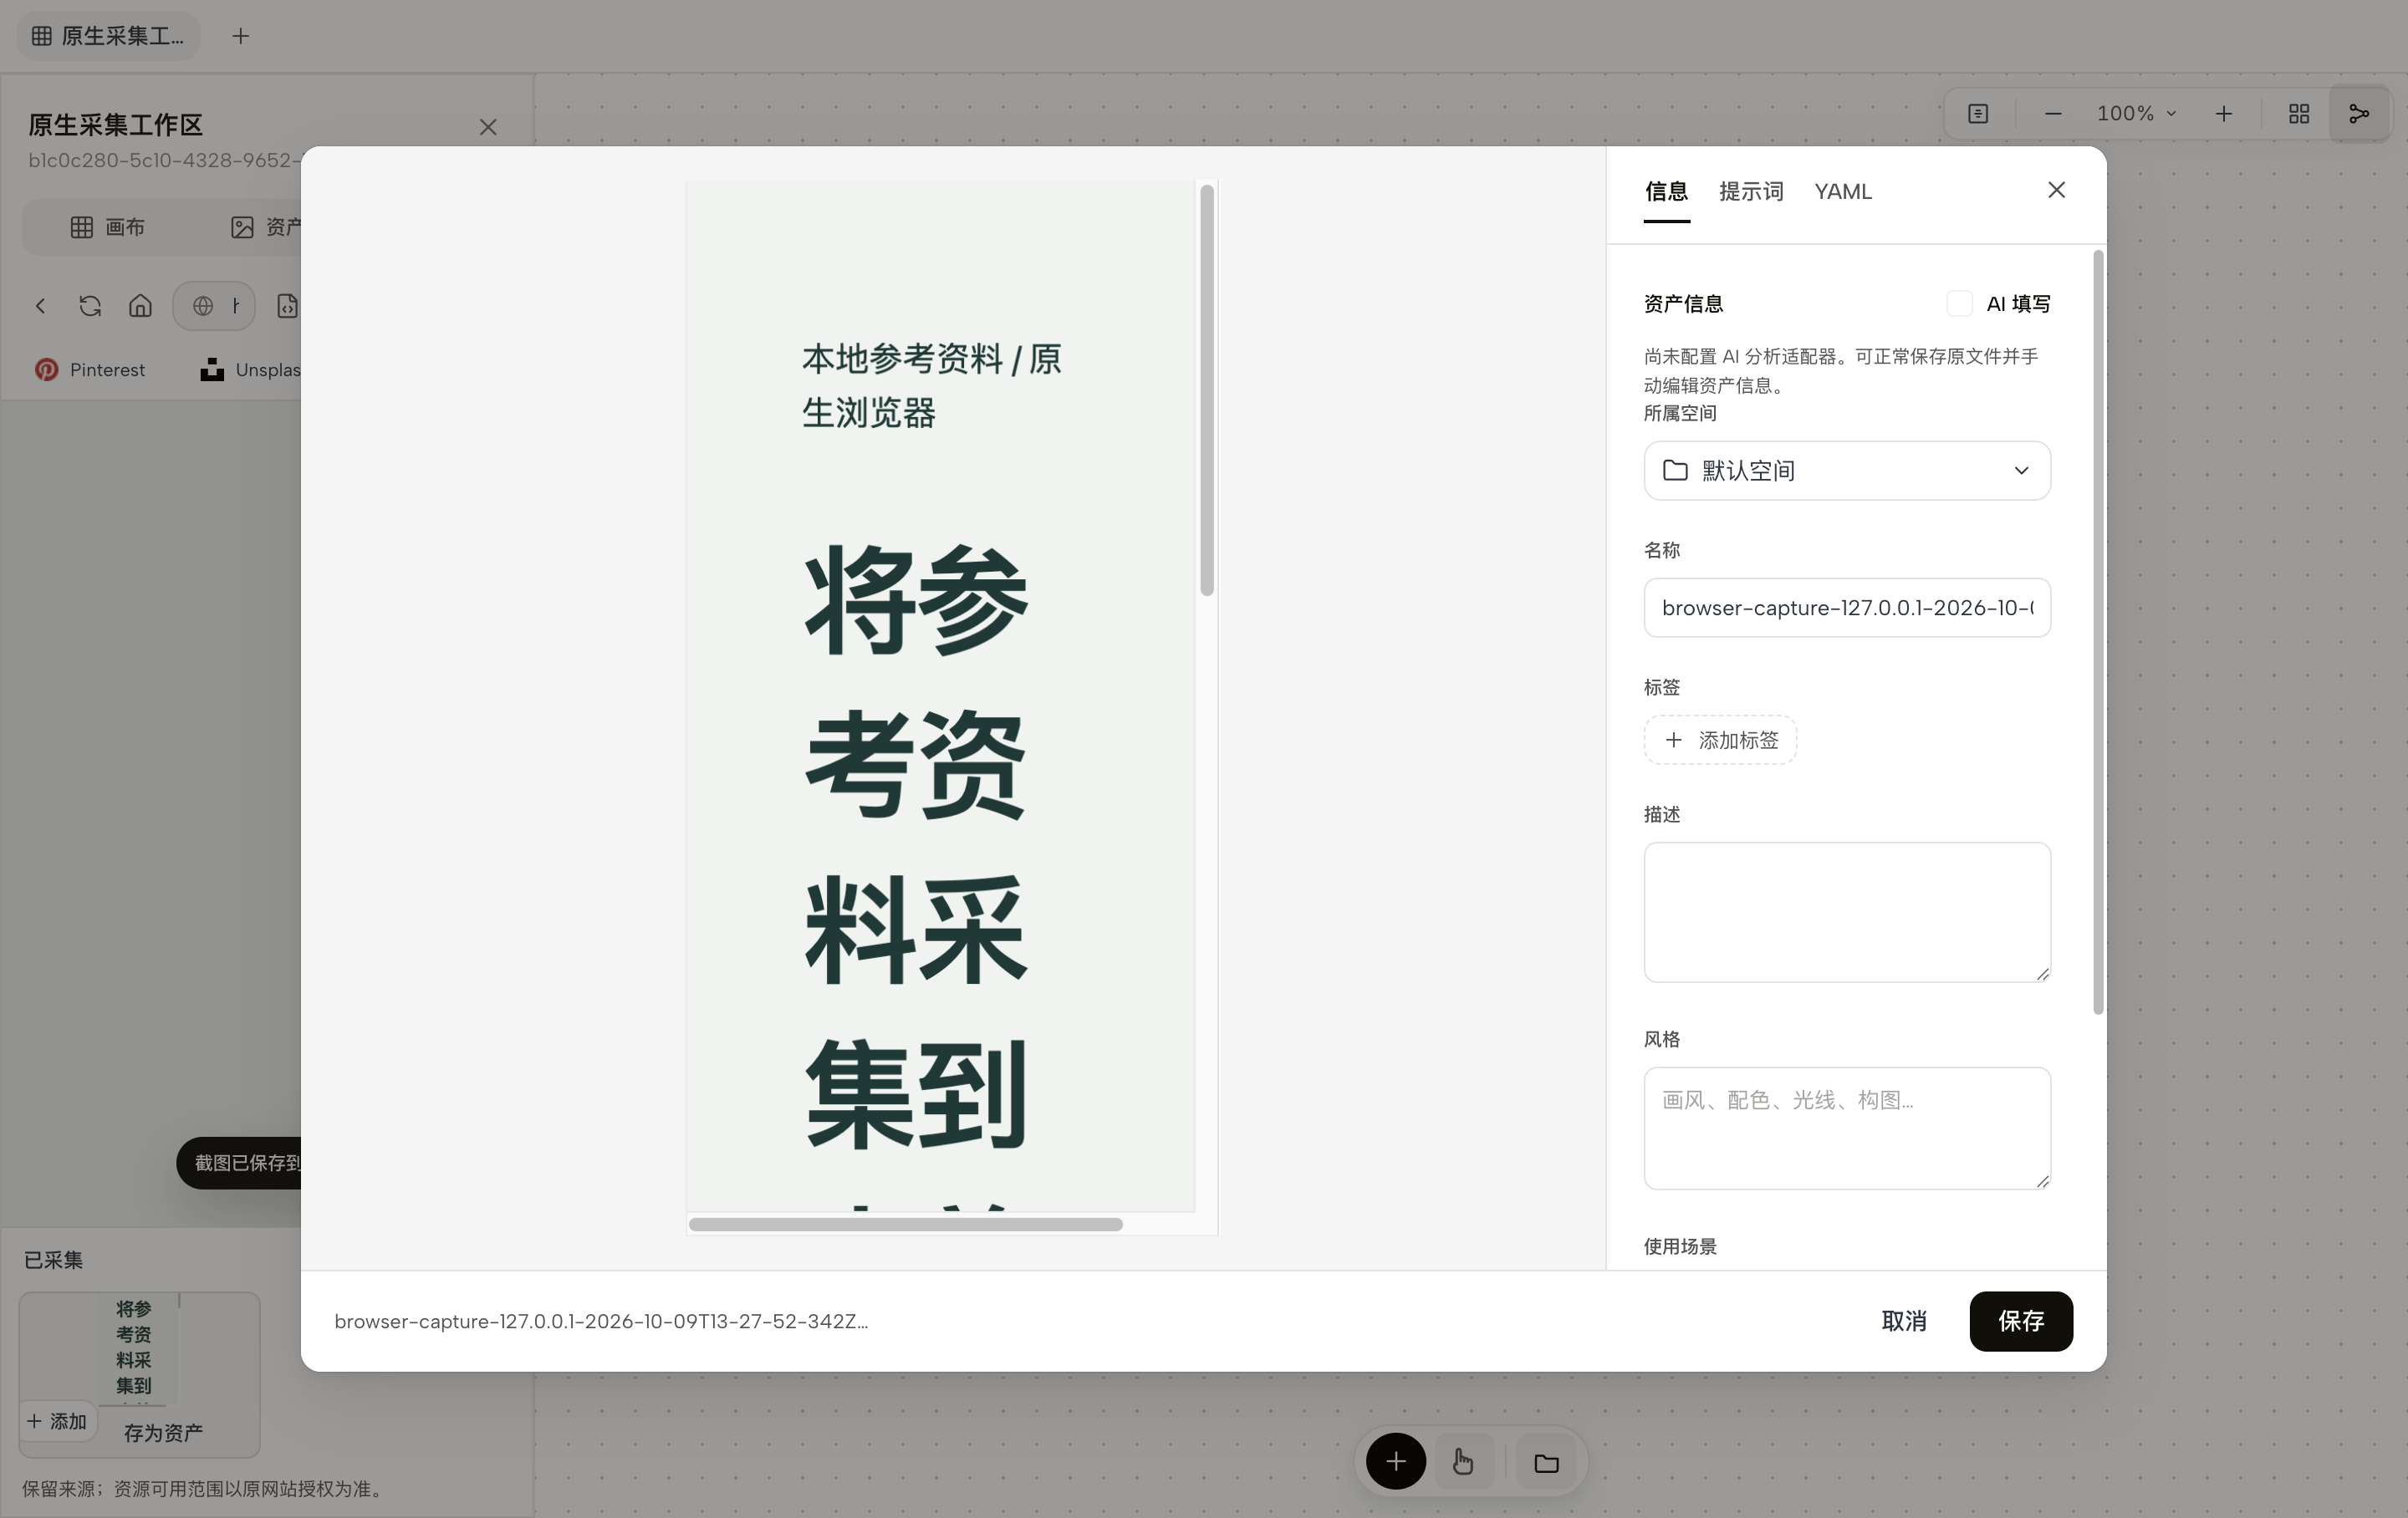 原生采集工...
原生采集工作区
b1c0c280-5c10-4328-9652-
画布
资产
100%
Pinterest
Unsplas
本地参考资料 / 原
生浏览器
将参
考资
料采
集到
信息
提示词
YAML
资产信息
AI 填写
尚未配置 AI 分析适配器。可正常保存原文件并手
动编辑资产信息。
所属空间
默认空间
名称
browser-capture-127.0.0.1-2026-10-
标签
添加标签
描述
风格
画风、配色、光线、构图...
使用场景
截图已保存到
已采集
将参
考资
料采
集到
添加
存为资产
保留来源；资源可用范围以原网站授权为准。
browser-capture-127.0.0.1-2026-10-09T13-27-52-342Z...
取消
保存